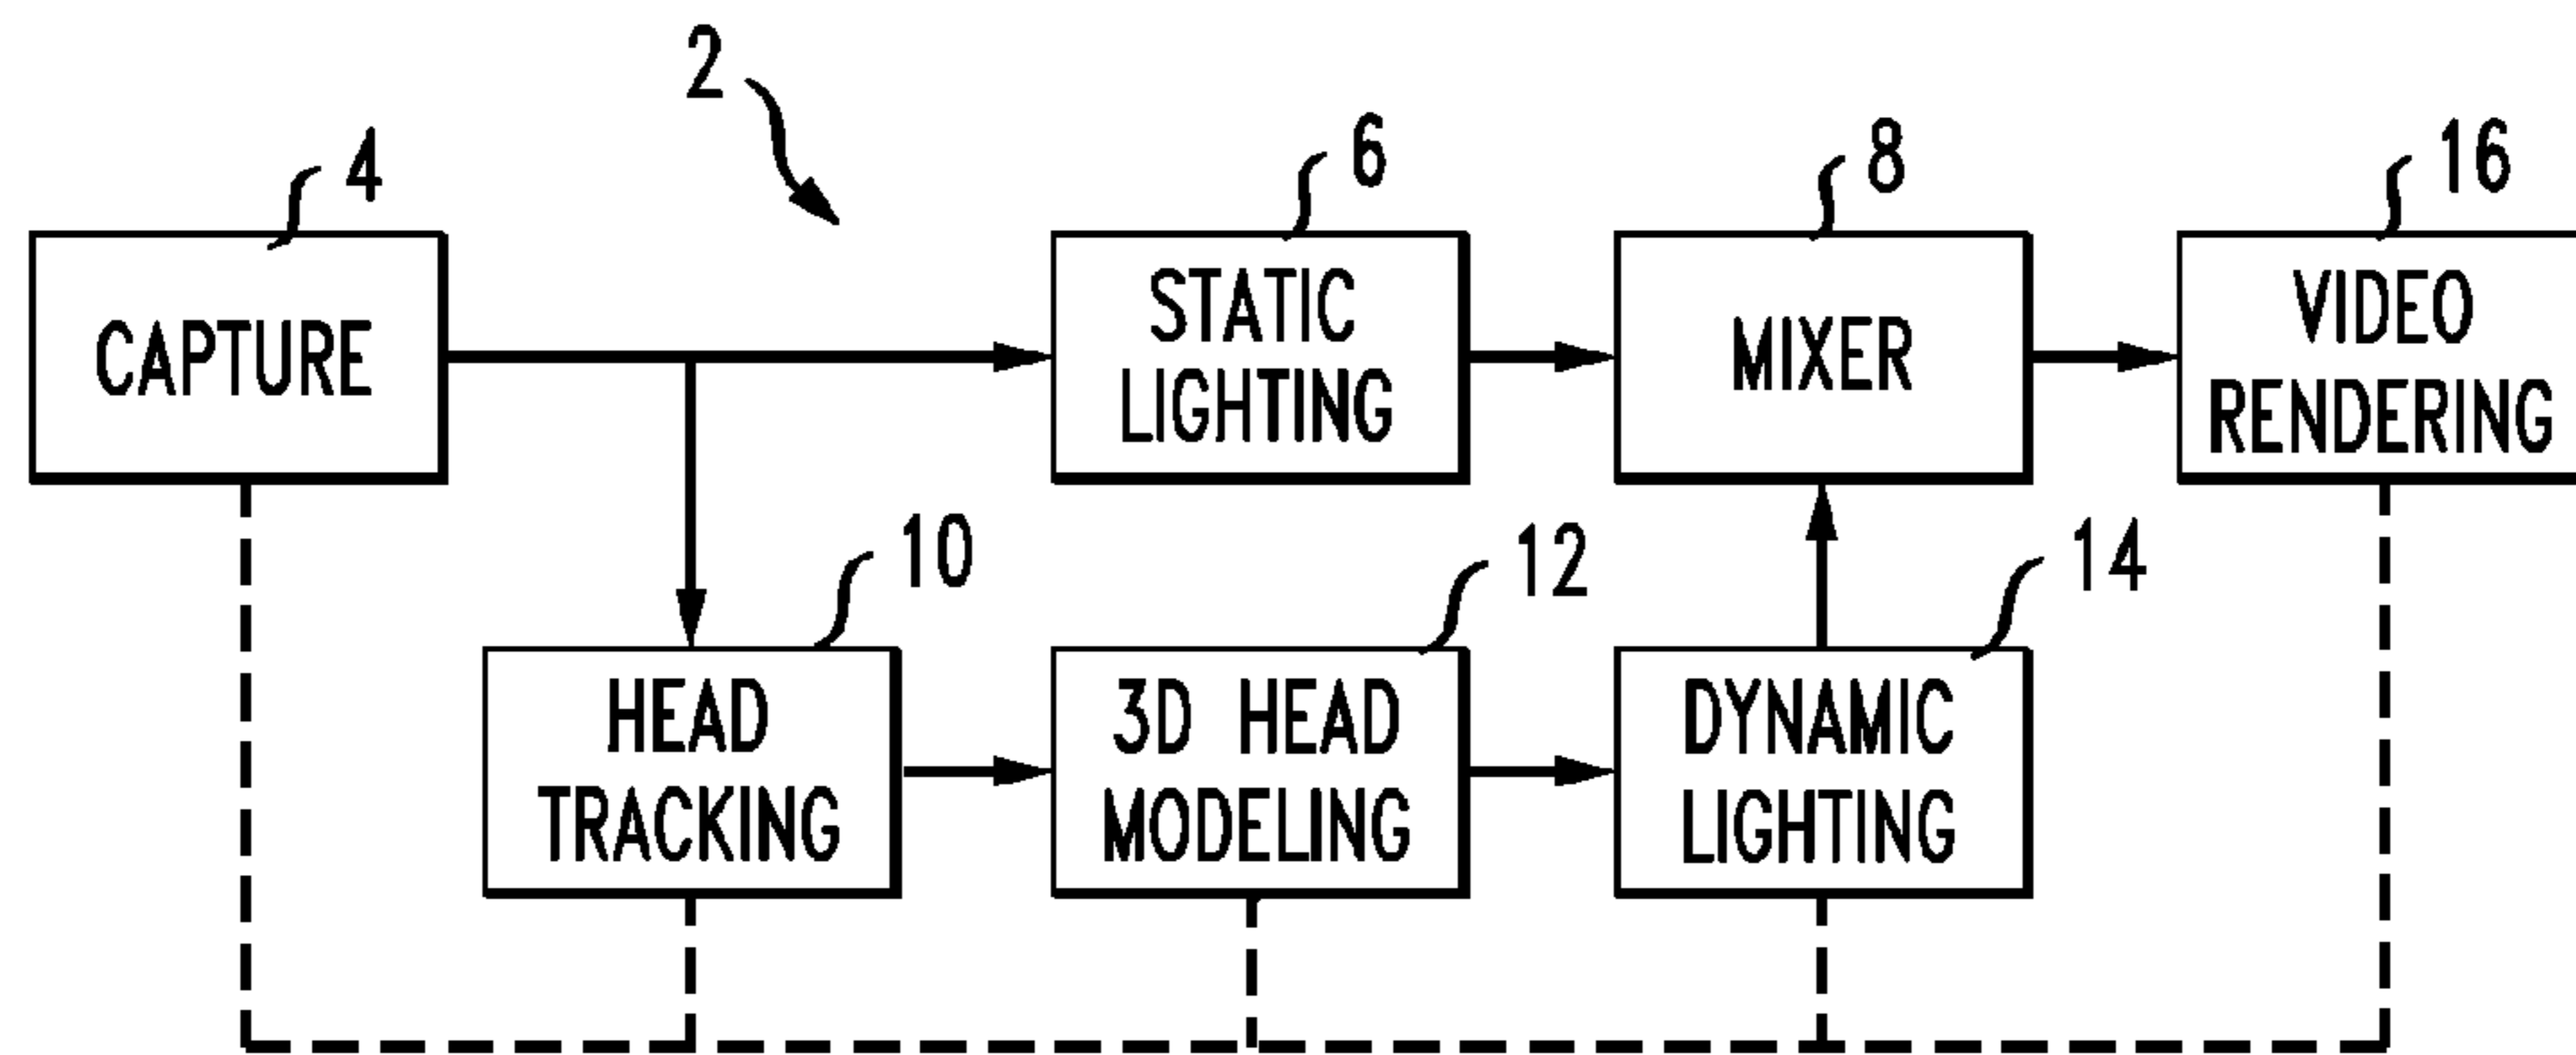 2
4
6
8
16
CAPTURE
STATIC
LIGHTING
MIXER
VIDEO
RENDERING
10
12
14
HEAD
TRACKING
3D HEAD
MODELING
DYNAMIC
LIGHTING